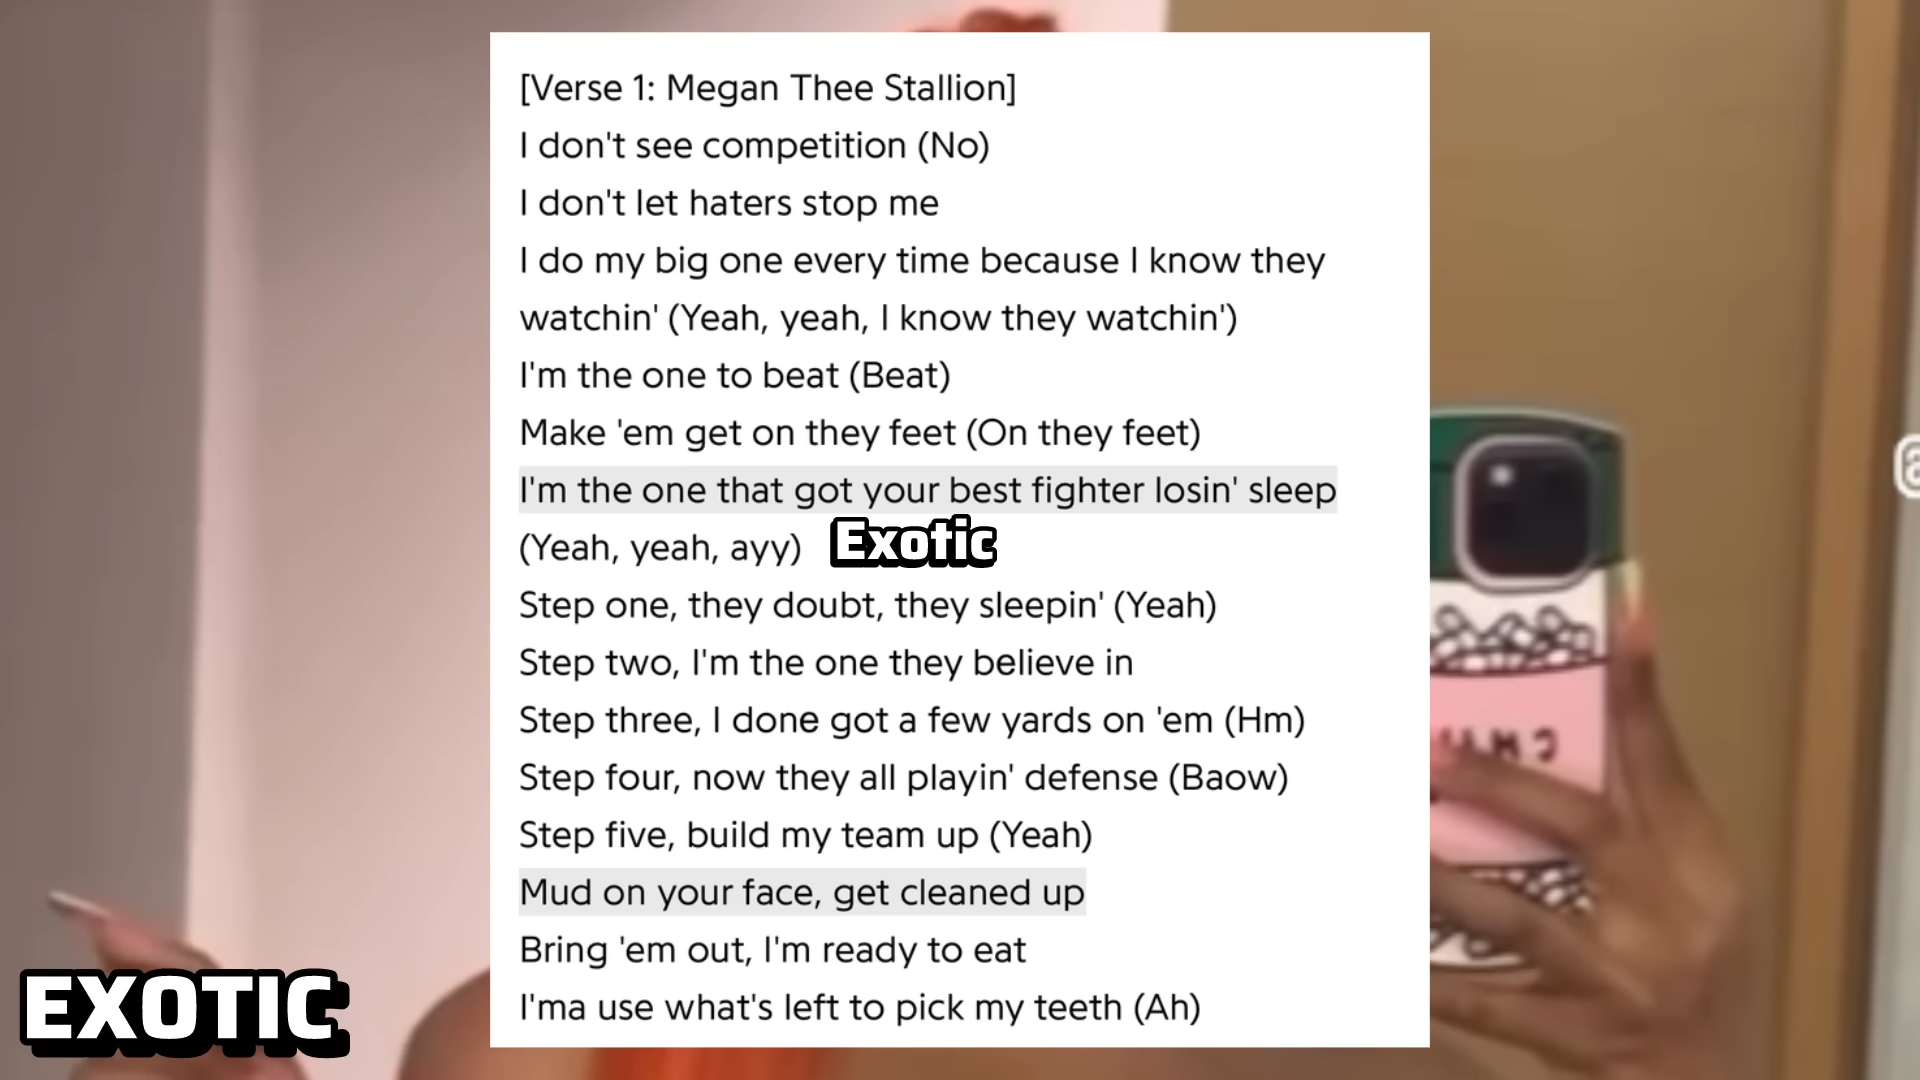 [Verse 1: Megan Thee Stallion]
I don't see competition (No)
I don't let haters stop me
I do my big one every time because I know they
watchin' (Yeah, yeah, I know they watchin')
I'm the one to beat (Beat)
Make 'em get on they feet (On they feet)
I'm the one that got your best fighter losin' sleep
(Yeah, yeah, ayy)
Exotic
Step one, they doubt, they sleepin' (Yeah)
Step two, I'm the one they believe in
Step three, I done got a few yards on 'em (Hm)
Step four, now they all playin' defense (Baow)
Step five, build my team up (Yeah)
Mud on your face, get cleaned up
Bring 'em out, I'm ready to eat
I'ma use what's left to pick my teeth (Ah)
EXOTIC